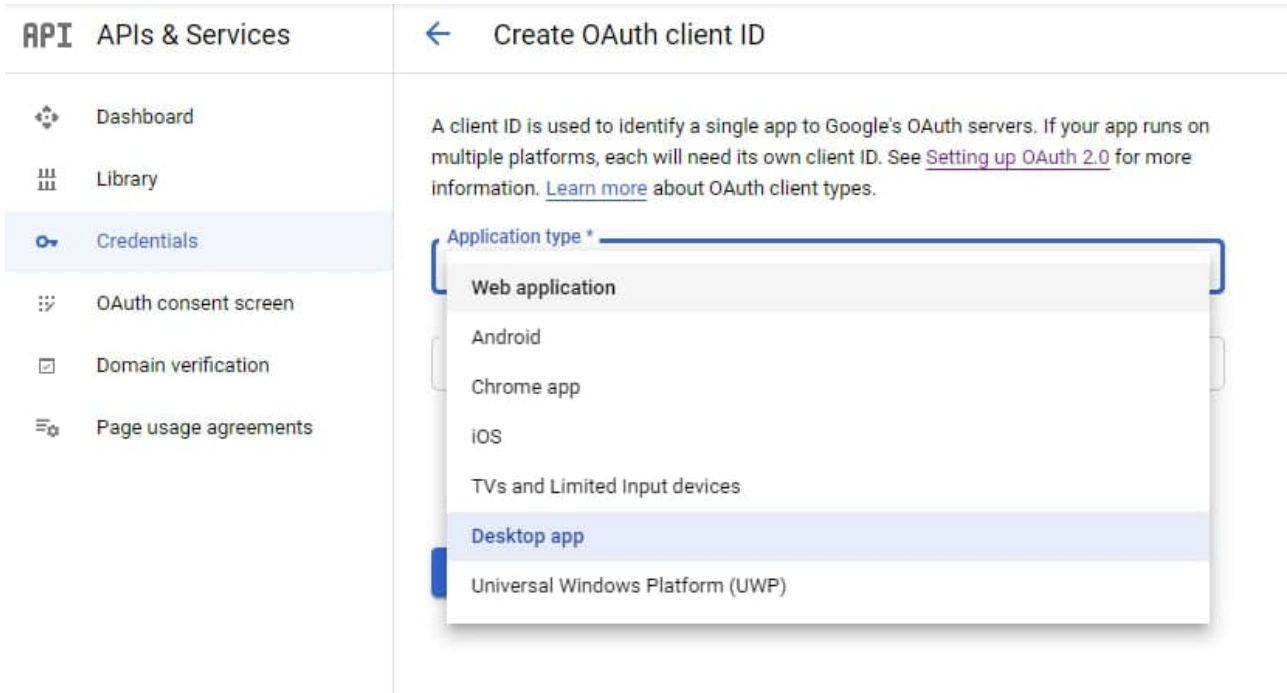 API APIs & Services
Dashboard
Library
Credentials
OAuth consent screen
Domain verification
Page usage agreements
Create OAuth client ID
A client ID is used to identify a single app to Google's OAuth servers. If your app runs on
multiple platforms, each will need its own client ID. See Setting up OAuth 2.0 for more
information. Learn more about OAuth client types.
Application type *
Web application
Android
Chrome app
iOS
TVs and Limited Input devices
Desktop app
Universal Windows Platform (UWP)